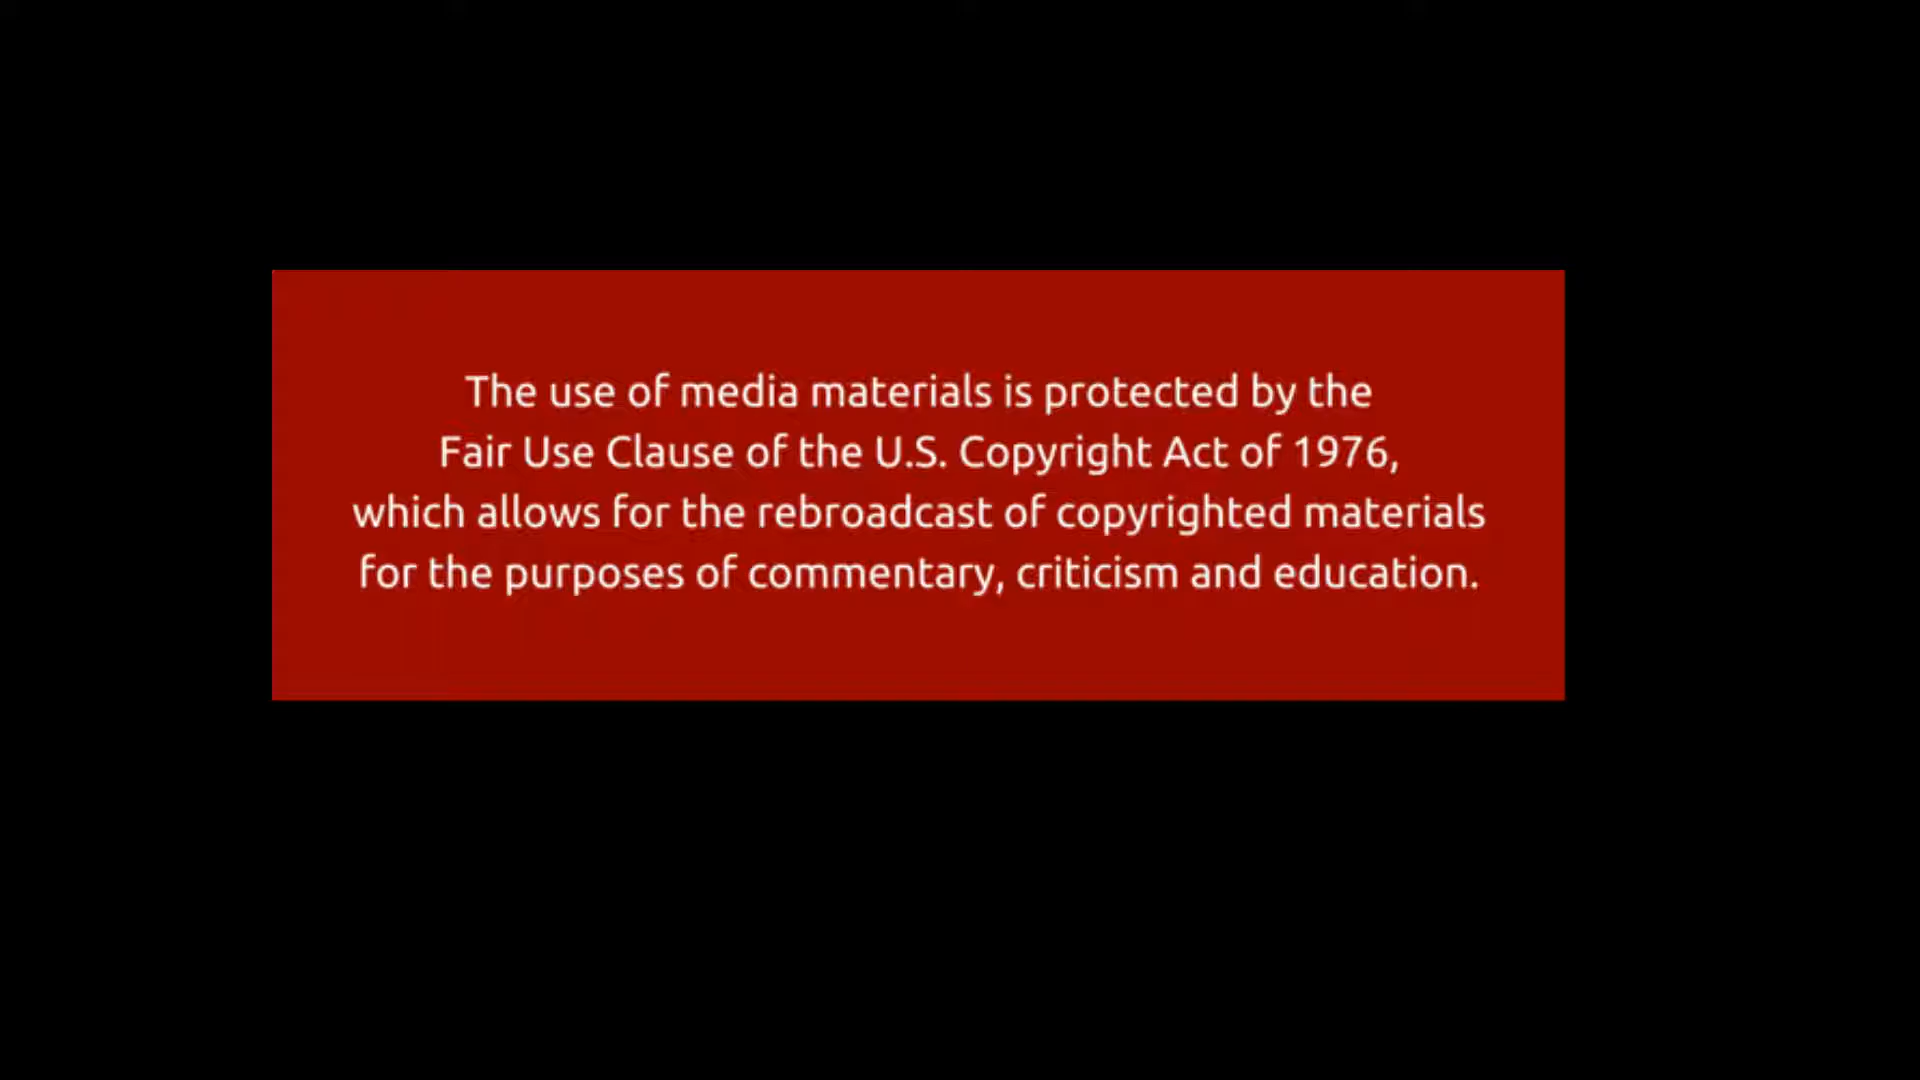 The use of media materials is protected by the
Fair Use Clause of the U.S. Copyright Act of 1976,
which allows for the rebroadcast of copyrighted materials
for the purposes of commentary, criticism and education.